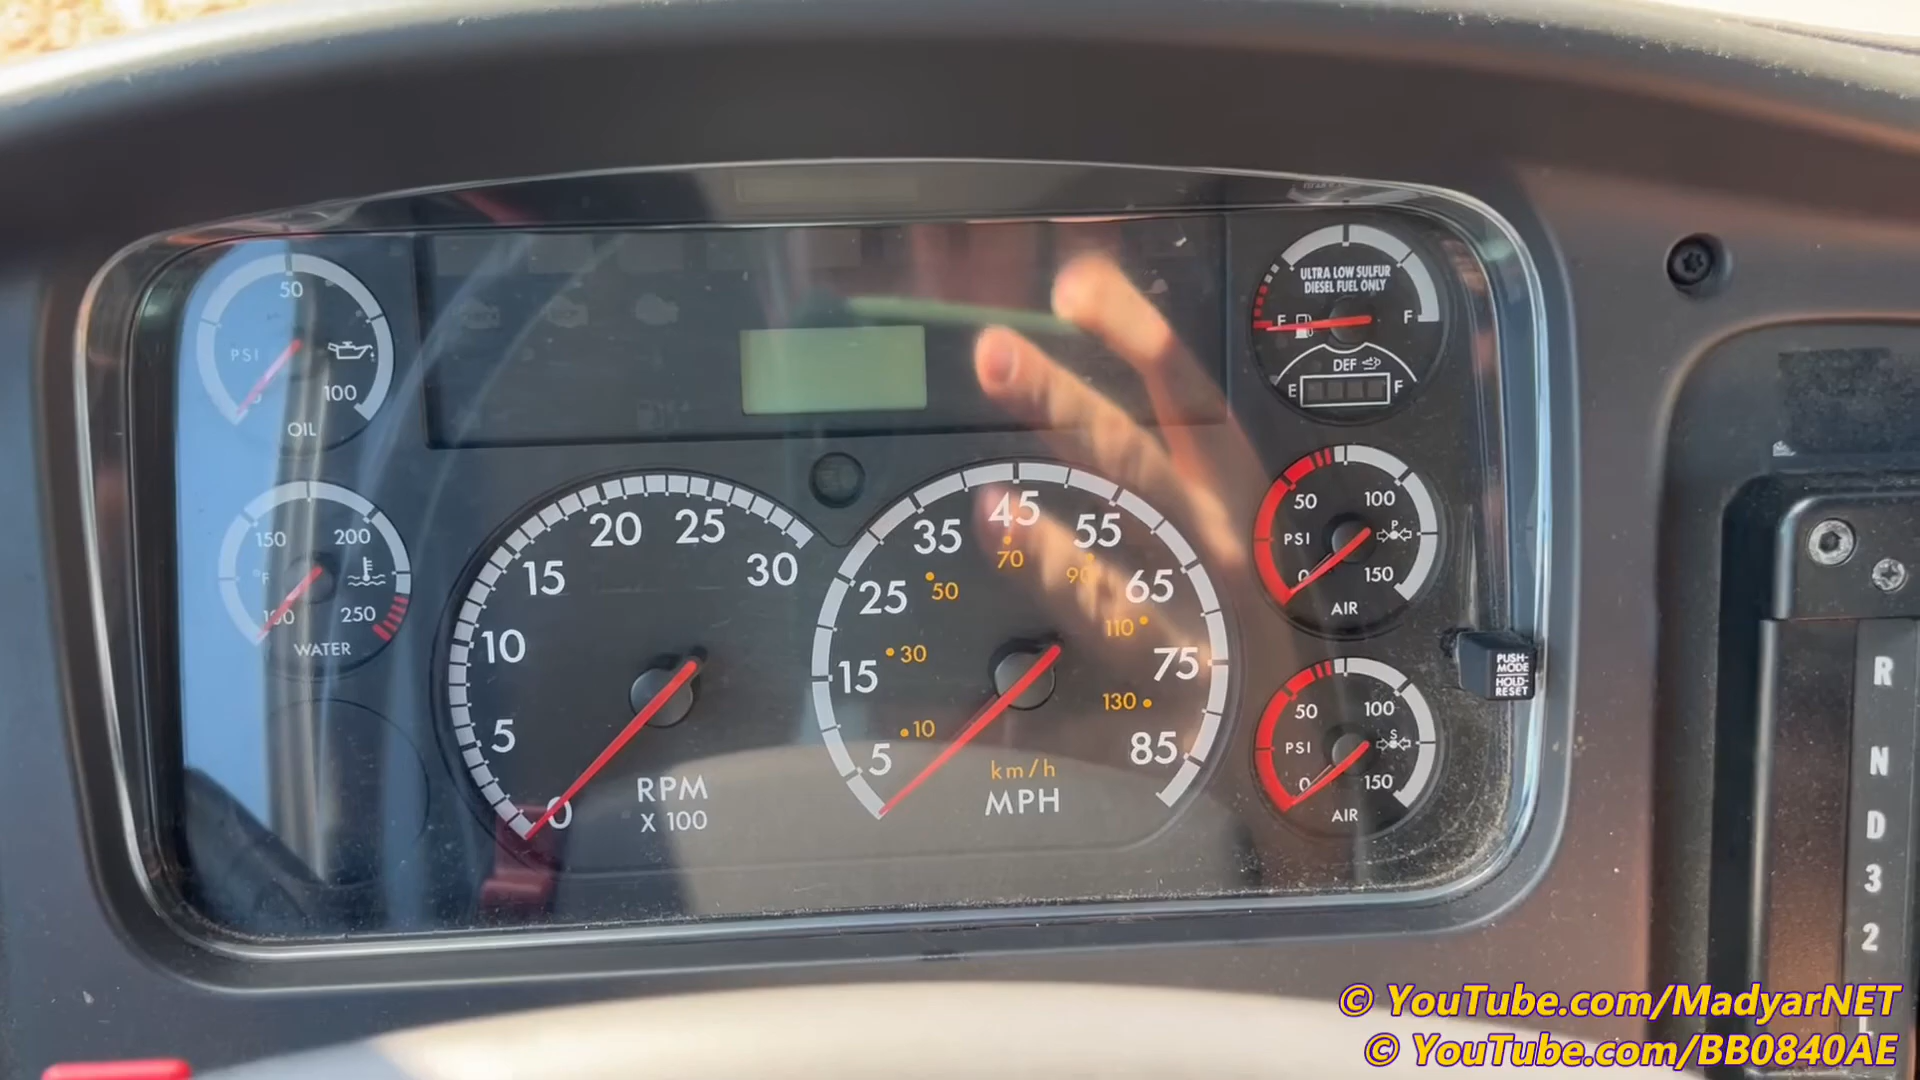 50
PSI
0
100
OIL
150
200
°F
100
250
WATER
0
5
10
15
20
25
30
RPM
X 100
5
15
25
35
45
55
65
75
85
10
30
50
70
90
110
130
km/h
MPH
ULTRA LOW SULFUR
DIESEL FUEL ONLY
E
F
DEF
E
F
50
100
PSI
P
0
150
AIR
50
100
PSI
S
0
150
AIR
PUSH-
MODE
HOLD-
RESET
R
N
D
3
2
© YouTube.com/MadyarNET
© YouTube.com/BB0840AE